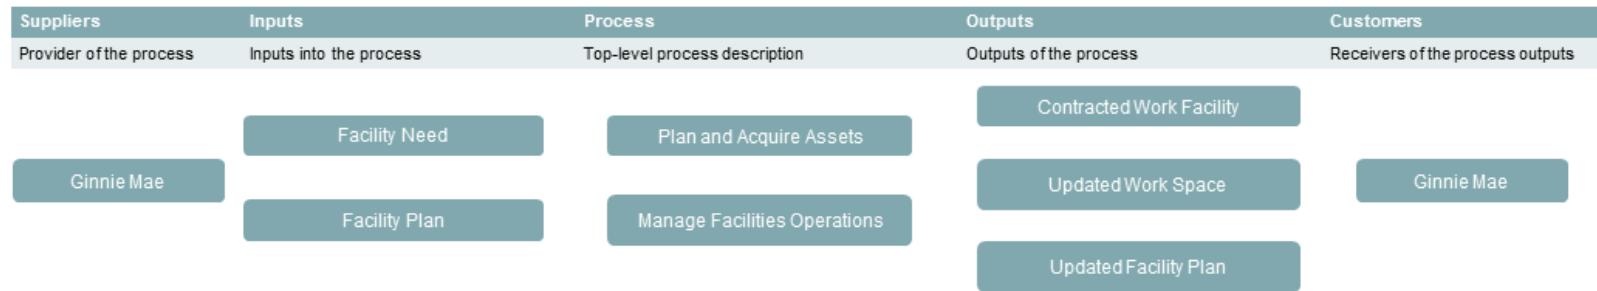 Suppliers Inputs Process Outputs Customers
Provider of the process Inputs into the process Top-level process description Outputs of the process Receivers of the process outputs
Contracted Work Facility
Facility Need Plan and Acquire Assets
Ginnie Mae Updated Work Space Ginnie Mae
Facility Plan Manage Facilities Operations
Updated Facility Plan